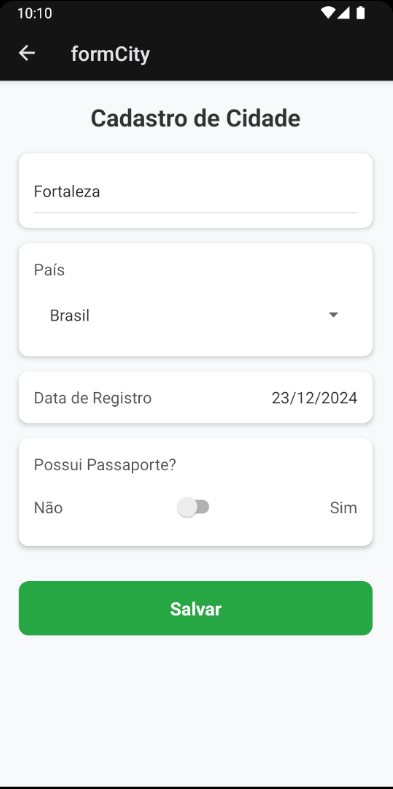 10:10
formCity
Cadastro de Cidade
Fortaleza
País
Brasil
Data de Registro 23/12/2024
Possui Passaporte?
Não Sim
Salvar